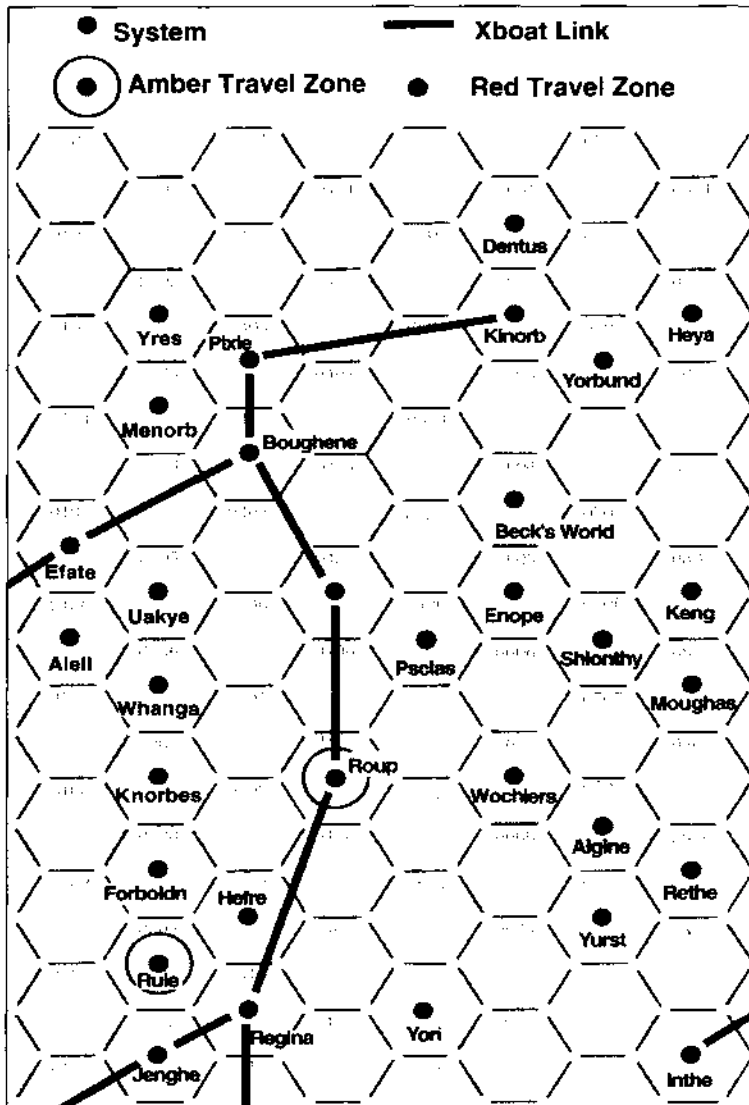 System Xboat Link
Amber Travel Zone Red Travel Zone
Dentus
Yres
Pixie
Kinorb
Heya
Yorbund
Menorb
Boughene
Beck's World
Efate
Uakye
Enope
Keng
Alell
Psclas
Shionthy
Moughas
Whanga
Roup
Knorbes
Wochiers
Algine
Forboldn
Hefre
Rethe
Yurst
Rule
Regina
Yori
Jenghe
Inthe